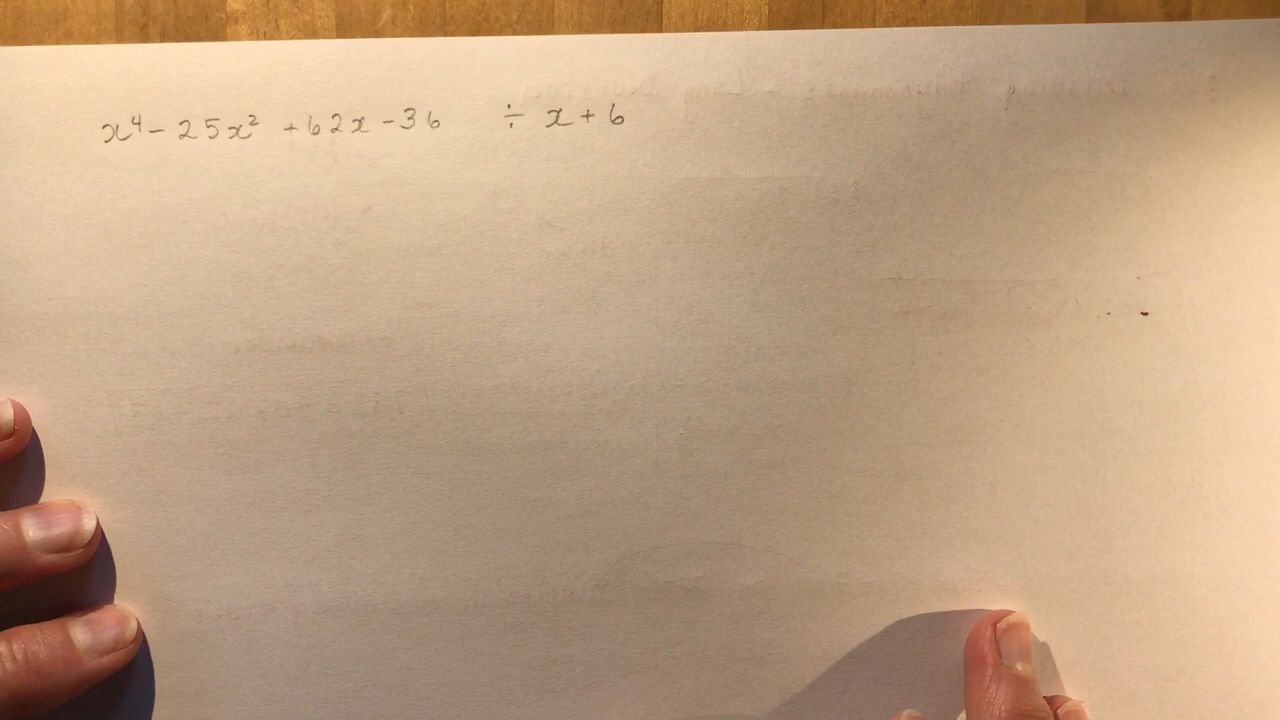 x⁴ - 25x² + 62x - 36 ÷ x + 6